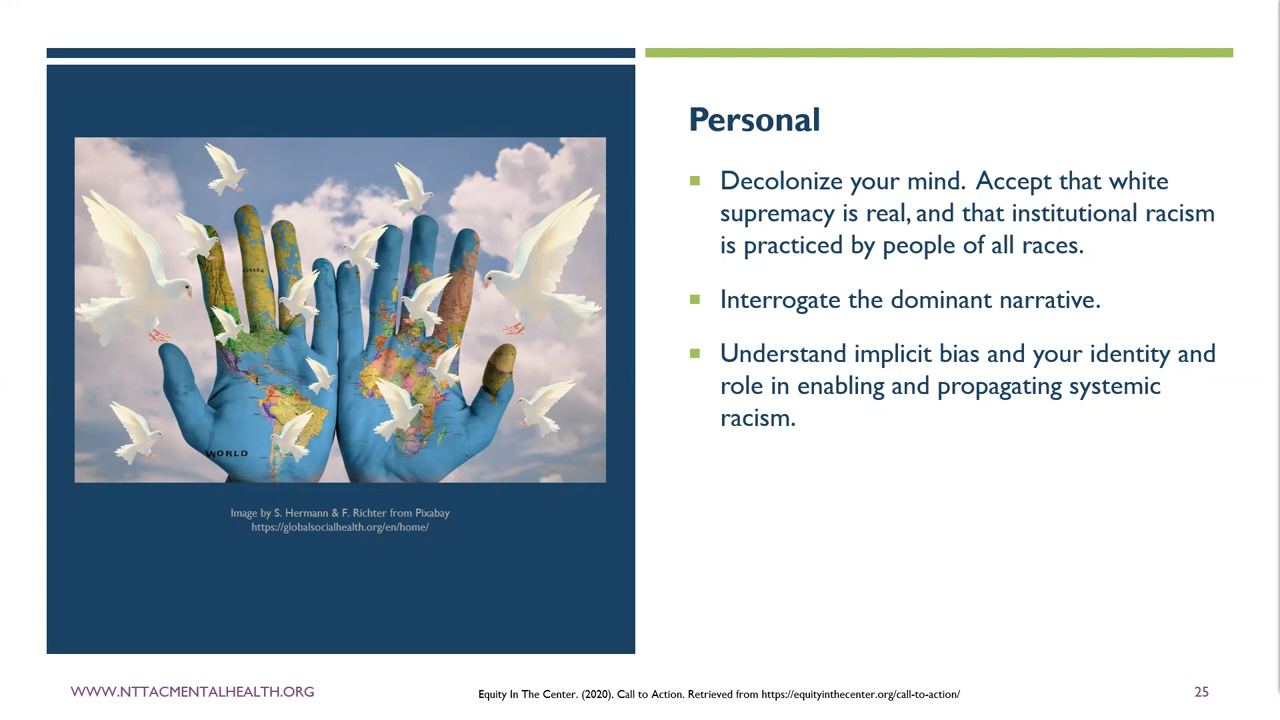 Personal
Decolonize your mind. Accept that white
supremacy is real, and that institutional racism
is practiced by people of all races.
Interrogate the dominant narrative.
Understand implicit bias and your identity and
role in enabling and propagating systemic
racism.
CANADA
WORLD
Image by S. Hermann & F. Richter from Pixabay
https://globalsocialhealth.org/en/home/
WWW.NTTACMENTALHEALTH.ORG
Equity In The Center. (2020). Call to Action. Retrieved from https://equityinthecenter.org/call-to-action/
25